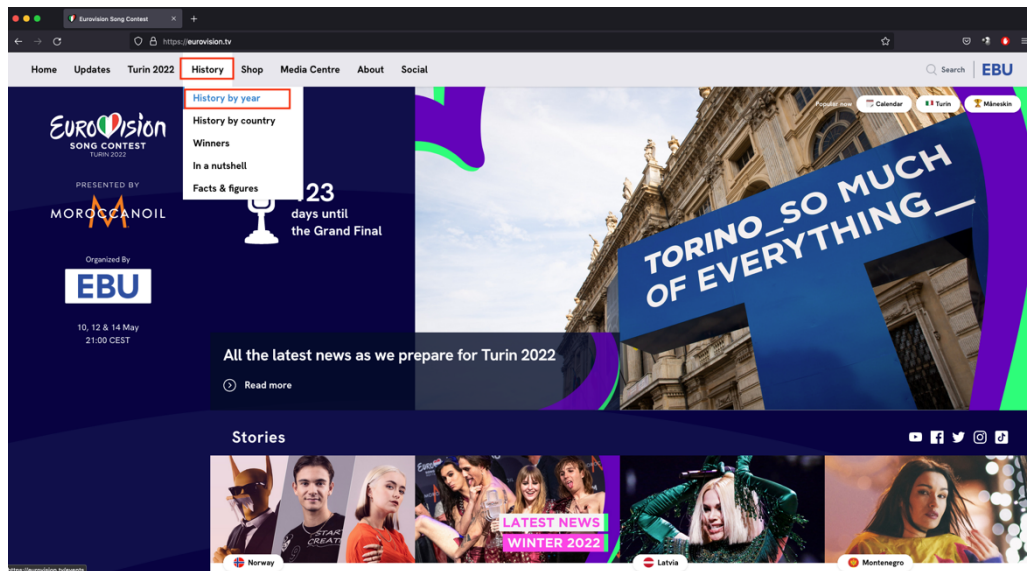 Eurovision Song Contest
https://eurovision.tv
Home Updates Turin 2022 History Shop Media Centre About Social Search EBU
History by year
History by country
Winners
In a nutshell
Facts & figures
EUROVISION
SONG CONTEST
TURIN 2022
PRESENTED BY
MOROCCANOIL
Organized By
EBU
10, 12 & 14 May
21:00 CEST
days until
the Grand Final
Popular now Calendar Turin Måneskin
TORINO_SO MUCH
OF EVERYTHING_
All the latest news as we prepare for Turin 2022
Read more
Stories
LATEST NEWS
WINTER 2022
Norway
Latvia
Montenegro
https://eurovision.tv/events